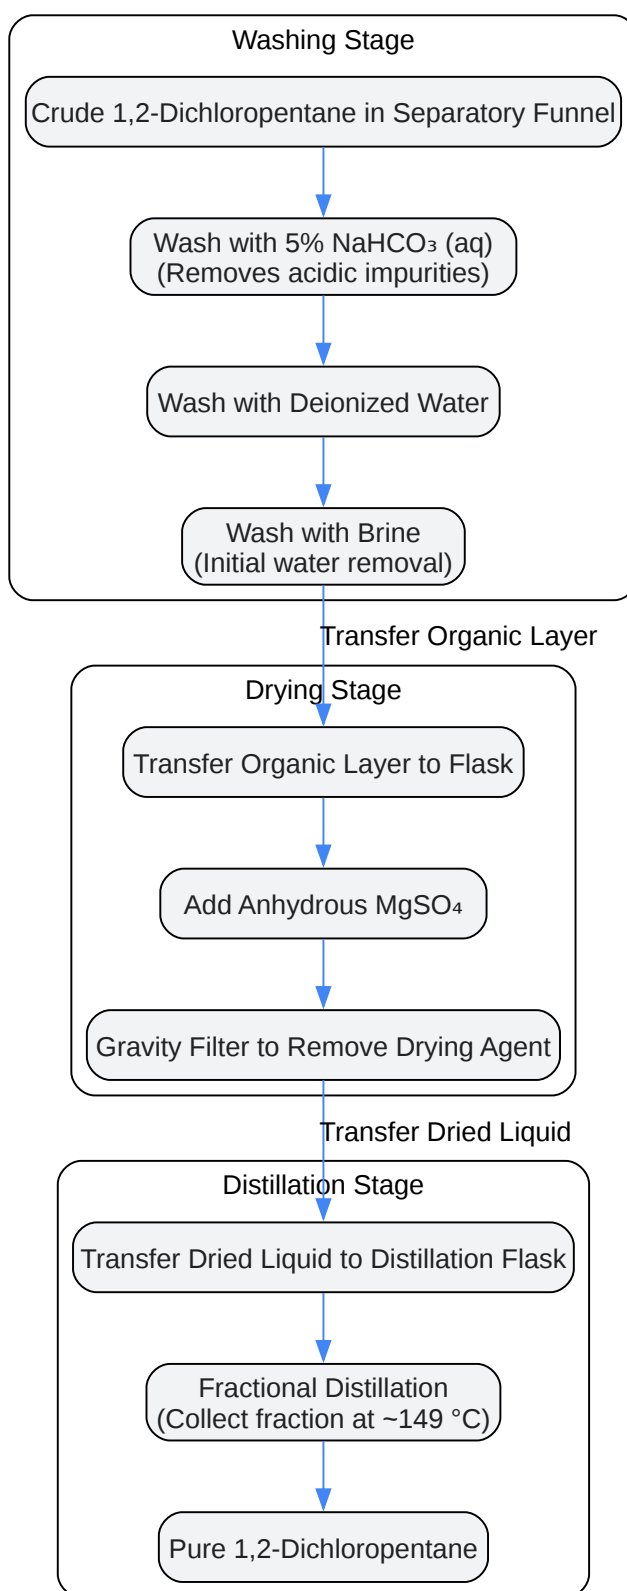 Washing Stage
Crude 1,2-Dichloropentane in Separatory Funnel
Wash with 5% NaHCO₃ (aq)
(Removes acidic impurities)
Wash with Deionized Water
Wash with Brine
(Initial water removal)
Transfer Organic Layer
Drying Stage
Transfer Organic Layer to Flask
Add Anhydrous MgSO₄
Gravity Filter to Remove Drying Agent
Transfer Dried Liquid
Distillation Stage
Transfer Dried Liquid to Distillation Flask
Fractional Distillation
(Collect fraction at ~149 °C)
Pure 1,2-Dichloropentane